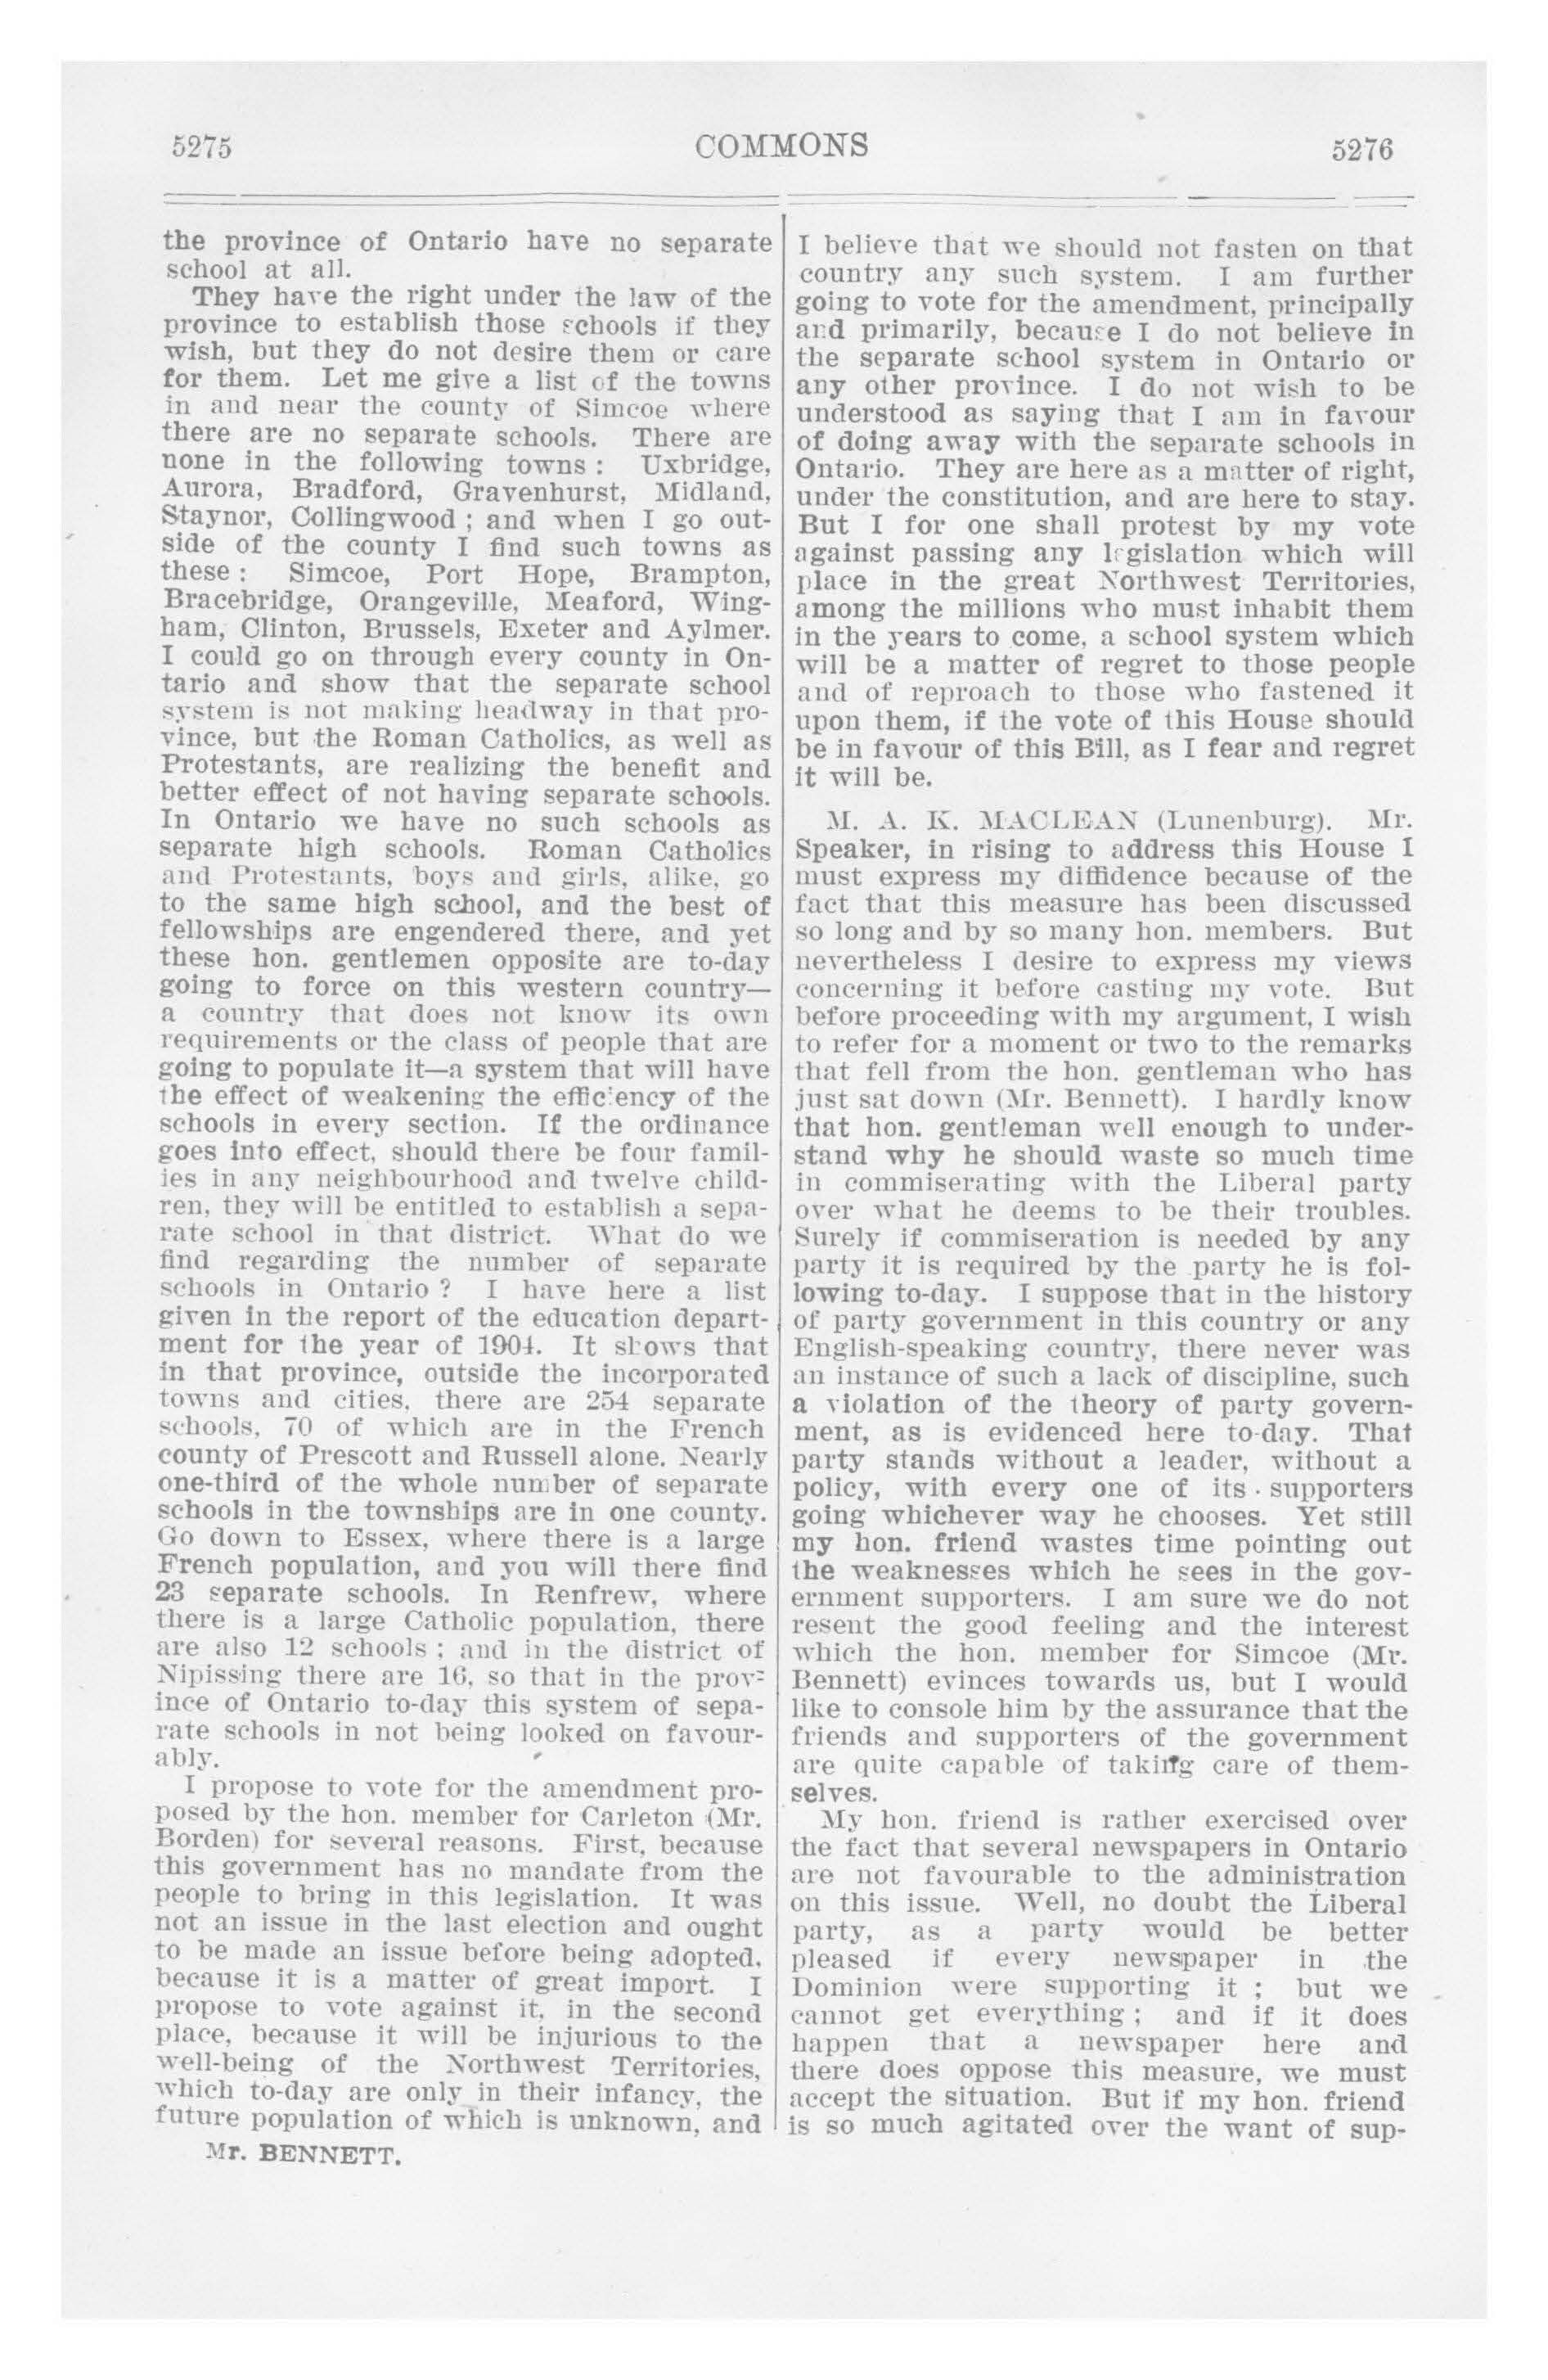 5275
COMMONS
5276
the province of Ontario have no separate
school at all.
They have the right under the law of the
province to establish those schools if they
wish, but they do not desire them or care
for them. Let me give a list of the towns
in and near the county of Simcoe where
there are no separate schools. There are
none in the following towns : Uxbridge,
Aurora, Bradford, Gravenhurst, Midland,
Staynor, Collingwood ; and when I go out-
side of the county I find such towns as
these : Simcoe, Port Hope, Brampton,
Bracebridge, Orangeville, Meaford, Wing-
ham, Clinton, Brussels, Exeter and Aylmer.
I could go on through every county in On-
tario and show that the separate school
system is not making headway in that pro-
vince, but the Roman Catholics, as well as
Protestants, are realizing the benefit and
better effect of not having separate schools.
In Ontario we have no such schools as
separate high schools. Roman Catholics
and Protestants, boys and girls, alike, go
to the same high school, and the best of
fellowships are engendered there, and yet
these hon. gentlemen opposite are to-day
going to force on this western country—
a country that does not know its own
requirements or the class of people that are
going to populate it—a system that will have
the effect of weakening the efficiency of the
schools in every section. If the ordinance
goes into effect, should there be four famil-
ies in any neighbourhood and twelve child-
ren, they will be entitled to establish a sepa-
rate school in that district. What do we
find regarding the number of separate
schools in Ontario ? I have here a list
given in the report of the education depart-
ment for the year of 1904. It shows that
in that province, outside the incorporated
towns and cities, there are 254 separate
schools, 70 of which are in the French
county of Prescott and Russell alone. Nearly
one-third of the whole number of separate
schools in the townships are in one county.
Go down to Essex, where there is a large
French population, and you will there find
23 separate schools. In Renfrew, where
there is a large Catholic population, there
are also 12 schools ; and in the district of
Nipissing there are 16, so that in the prov-
ince of Ontario to-day this system of sepa-
rate schools in not being looked on favour-
ably.
I propose to vote for the amendment pro-
posed by the hon. member for Carleton (Mr.
Borden) for several reasons. First, because
this government has no mandate from the
people to bring in this legislation. It was
not an issue in the last election and ought
to be made an issue before being adopted,
because it is a matter of great import. I
propose to vote against it, in the second
place, because it will be injurious to the
well-being of the Northwest Territories,
which to-day are only in their infancy, the
future population of which is unknown, and
Mr. BENNETT.
I believe that we should not fasten on that
country any such system. I am further
going to vote for the amendment, principally
and primarily, because I do not believe in
the separate school system in Ontario or
any other province. I do not wish to be
understood as saying that I am in favour
of doing away with the separate schools in
Ontario. They are here as a matter of right,
under the constitution, and are here to stay.
But I for one shall protest by my vote
against passing any legislation which will
place in the great Northwest Territories,
among the millions who must inhabit them
in the years to come, a school system which
will be a matter of regret to those people
and of reproach to those who fastened it
upon them, if the vote of this House should
be in favour of this Bill, as I fear and regret
it will be.
M. A. K. MACLEAN (Lunenburg). Mr.
Speaker, in rising to address this House I
must express my diffidence because of the
fact that this measure has been discussed
so long and by so many hon. members. But
nevertheless I desire to express my views
concerning it before casting my vote. But
before proceeding with my argument, I wish
to refer for a moment or two to the remarks
that fell from the hon. gentleman who has
just sat down (Mr. Bennett). I hardly know
that hon. gentleman well enough to under-
stand why he should waste so much time
in commiserating with the Liberal party
over what he deems to be their troubles.
Surely if commiseration is needed by any
party it is required by the party he is fol-
lowing to-day. I suppose that in the history
of party government in this country or any
English-speaking country, there never was
an instance of such a lack of discipline, such
a violation of the theory of party govern-
ment, as is evidenced here to-day. That
party stands without a leader, without a
policy, with every one of its supporters
going whichever way he chooses. Yet still
my hon. friend wastes time pointing out
the weaknesses which he sees in the gov-
ernment supporters. I am sure we do not
resent the good feeling and the interest
which the hon. member for Simcoe (Mr.
Bennett) evinces towards us, but I would
like to console him by the assurance that the
friends and supporters of the government
are quite capable of taking care of them-
selves.
My hon. friend is rather exercised over
the fact that several newspapers in Ontario
are not favourable to the administration
on this issue. Well, no doubt the Liberal
party, as a party would be better
pleased if every newspaper in the
Dominion were supporting it ; but we
cannot get everything ; and if it does
happen that a newspaper here and
there does oppose this measure, we must
accept the situation. But if my hon. friend
is so much agitated over the want of sup-